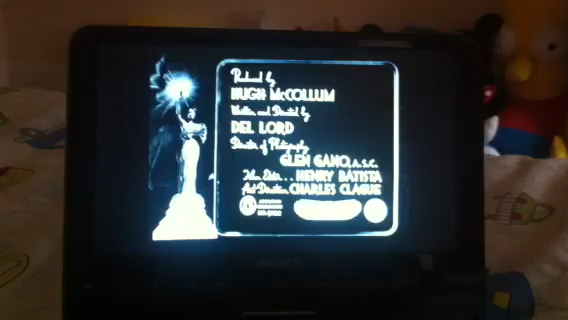 Produced by
HUGH McCOLLUM
Written and Directed by
DEL LORD
Director of Photography
GLEN GANO, A.S.C.
Film Editor... HENRY BATISTA
Art Direction CHARLES CLAGUE